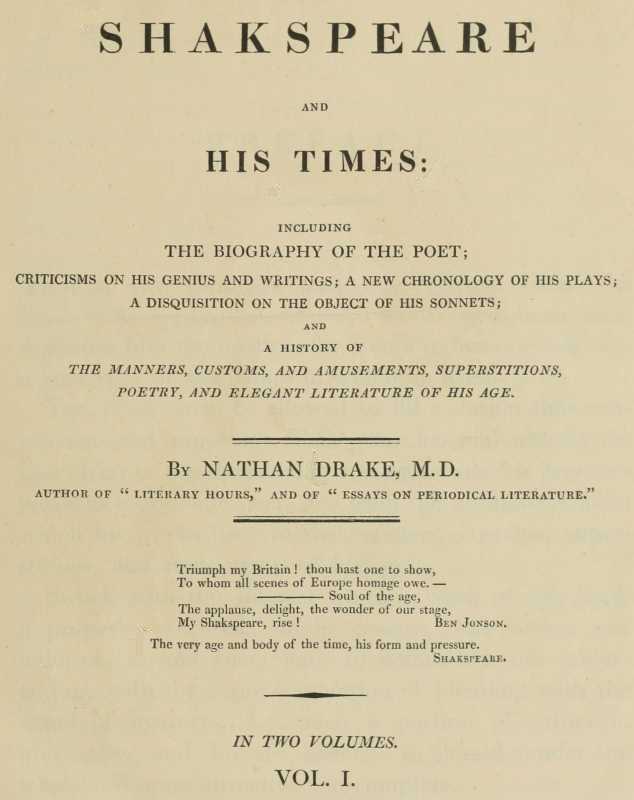 SHAKSPEARE
AND
HIS TIMES:
INCLUDING
THE BIOGRAPHY OF THE POET;
CRITICISMS ON HIS GENIUS AND WRITINGS; A NEW CHRONOLOGY OF HIS PLAYS;
A DISQUISITION ON THE OBJECT OF HIS SONNETS;
AND
A HISTORY OF
THE MANNERS, CUSTOMS, AND AMUSEMENTS, SUPERSTITIONS,
POETRY, AND ELEGANT LITERATURE OF HIS AGE.
BY NATHAN DRAKE, M.D.
AUTHOR OF “ LITERARY HOURS,” AND OF “ ESSAYS ON PERIODICAL LITERATURE.”
Triumph my Britain ! thou hast one to show,
To whom all scenes of Europe homage owe. —
——— Soul of the age,
The applause, delight, the wonder of our stage,
My Shakspeare, rise ! BEN JONSON.
The very age and body of the time, his form and pressure.
SHAKSPEARE.
IN TWO VOLUMES.
VOL. I.